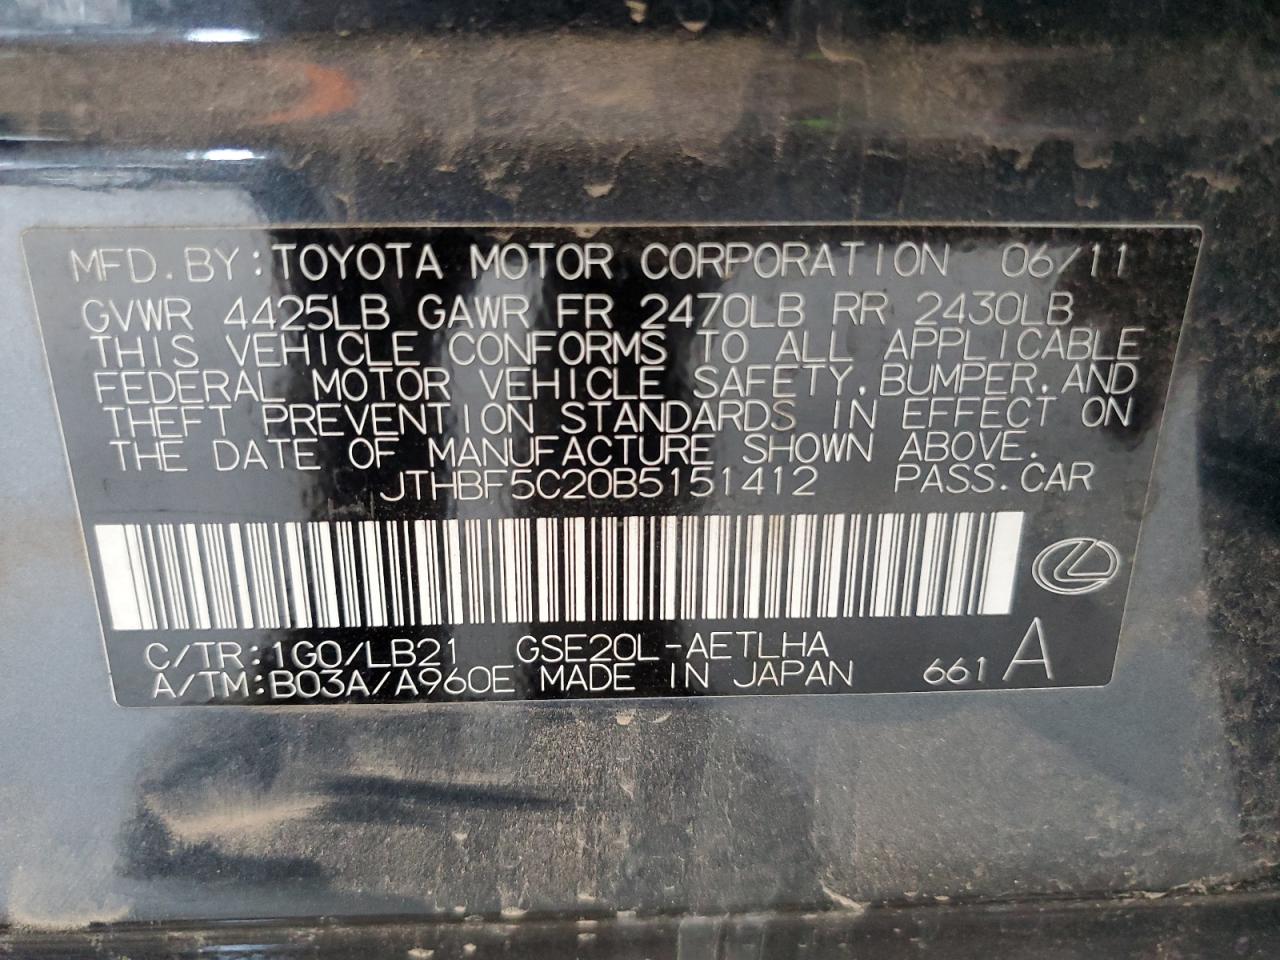 MFD. BY: TOYOTA MOTOR CORPORATION 06/11
GVWR 4425LB GAWR FR 2470LB RR 2430LB
THIS VEHICLE CONFORMS TO ALL APPLICABLE
FEDERAL MOTOR VEHICLE SAFETY, BUMPER, AND
THEFT PREVENTION STANDARDS IN EFFECT ON
THE DATE OF MANUFACTURE SHOWN ABOVE.
JTHBF5C20B5151412 PASS. CAR
C/TR: 1G0/LB21 GSE20L-AETLHA
A/TM: B03A/A960E MADE IN JAPAN 661 A